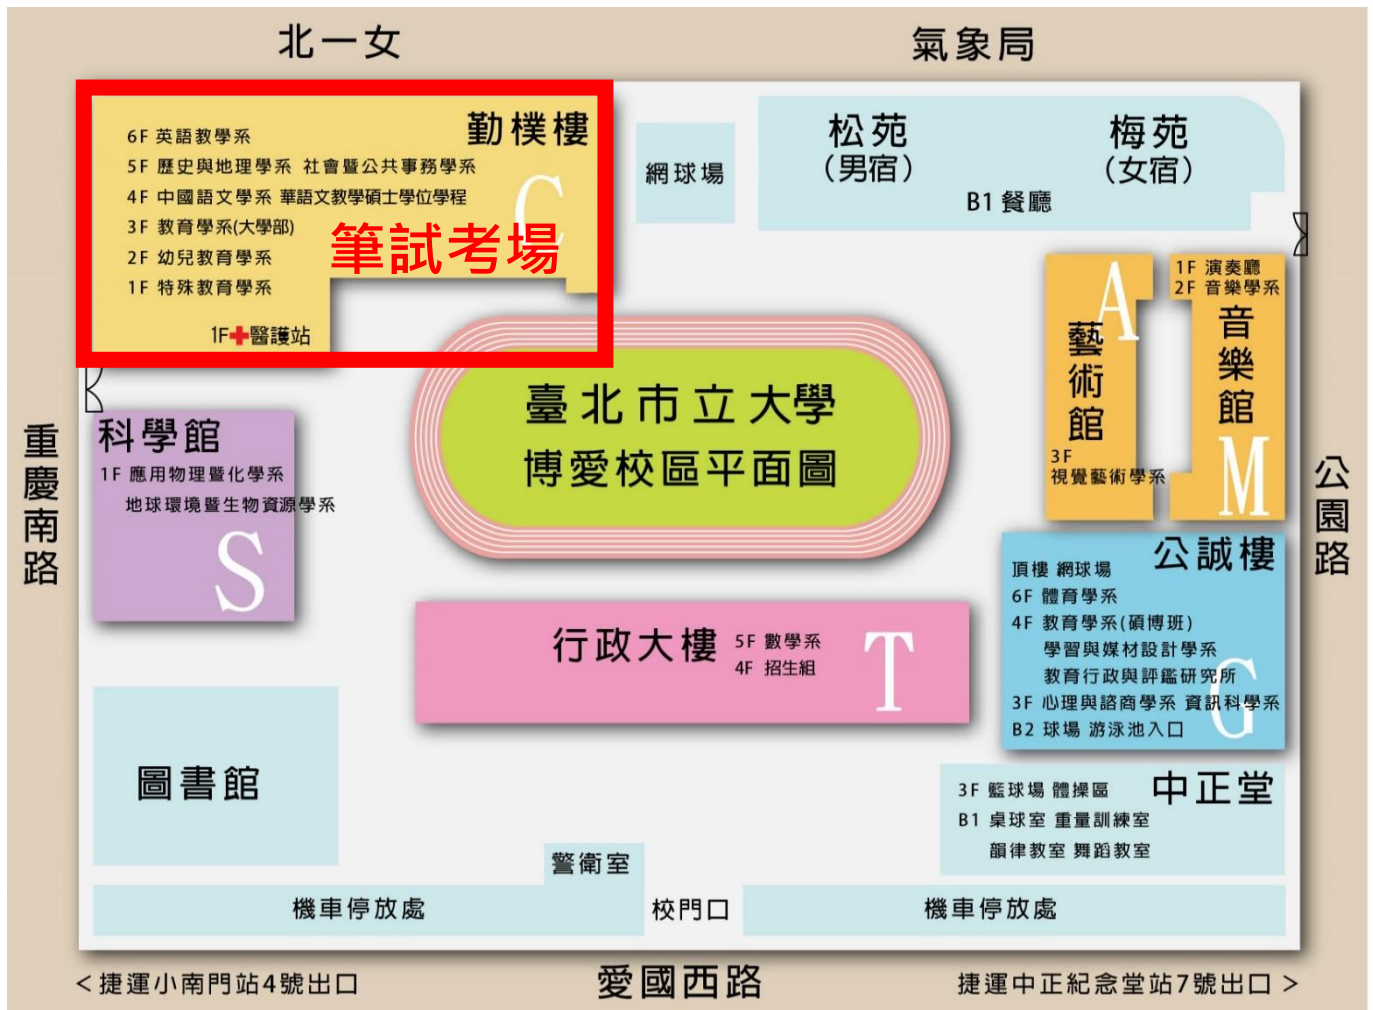 北一女
氣象局
勤樸樓
6F 英語教學系
5F 歷史與地理學系 社會暨公共事務學系
4F 中國語文學系 華語文教學碩士學位學程
3F 教育學系(大學部)
2F 幼兒教育學系
1F 特殊教育學系
1F✚醫護站
C
筆試考場
網球場
松苑
(男宿)
梅苑
(女宿)
B1 餐廳
A
藝術館
3F
視覺藝術學系
1F 演奏廳
2F 音樂學系
音樂館
M
臺北市立大學
博愛校區平面圖
科學館
1F 應用物理暨化學系
地球環境暨生物資源學系
S
重慶南路
公園路
行政大樓
5F 數學系
4F 招生組
T
公誠樓
頂樓 網球場
6F 體育學系
4F 教育學系(碩博班)
學習與媒材設計學系
教育行政與評鑑研究所
3F 心理與諮商學系 資訊科學系
B2 球場 游泳池入口
G
圖書館
中正堂
3F 籃球場 體操區
B1 桌球室 重量訓練室
韻律教室 舞蹈教室
警衛室
機車停放處
校門口
機車停放處
<捷運小南門站4號出口
愛國西路
捷運中正紀念堂站7號出口>